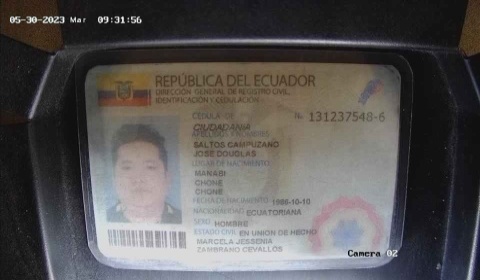 05-30-2023 Mar 09:31:56
REPÚBLICA DEL ECUADOR
DIRECCIÓN GENERAL DE REGISTRO CIVIL,
IDENTIFICACIÓN Y CEDULACIÓN
CÉDULA DE
N. 131237548-6
CIUDADANÍA
APELLIDOS Y NOMBRES
SALTOS CAMPUZANO
JOSE DOUGLAS
LUGAR DE NACIMIENTO
MANABI
CHONE
CHONE
FECHA DE NACIMIENTO 1986-10-10
NACIONALIDAD ECUATORIANA
SEXO HOMBRE
ESTADO CIVIL EN UNION DE HECHO
MARCELA JESSENIA
ZAMBRANO CEVALLOS
Camera 02